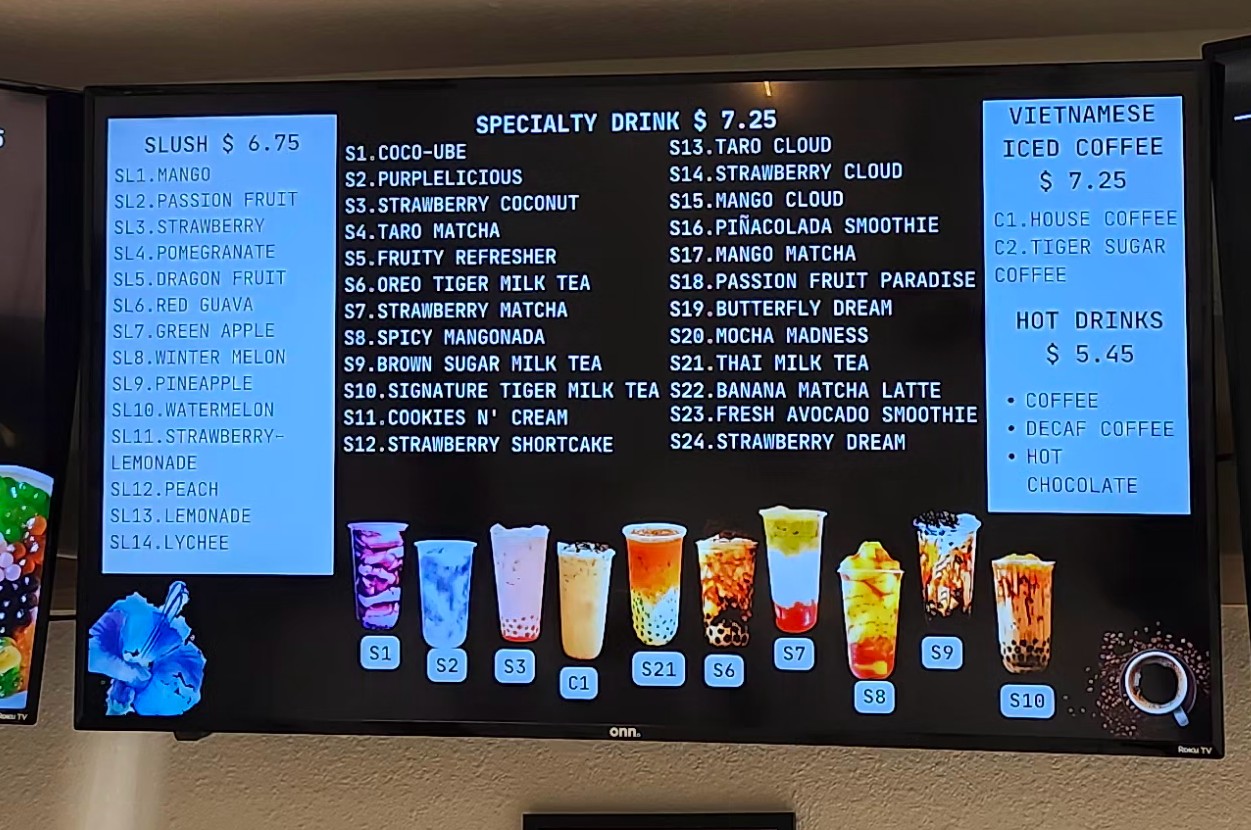 SLUSH $ 6.75
SL1.MANGO
SL2.PASSION FRUIT
SL3.STRAWBERRY
SL4.POMEGRANATE
SL5.DRAGON FRUIT
SL6.RED GUAVA
SL7.GREEN APPLE
SL8.WINTER MELON
SL9.PINEAPPLE
SL10.WATERMELON
SL11.STRAWBERRY-
LEMONADE
SL12.PEACH
SL13.LEMONADE
SL14.LYCHEE
SPECIALTY DRINK $ 7.25
S1.COCO-UBE
S2.PURPLELICIOUS
S3.STRAWBERRY COCONUT
S4.TARO MATCHA
S5.FRUITY REFRESHER
S6.OREO TIGER MILK TEA
S7.STRAWBERRY MATCHA
S8.SPICY MANGONADA
S9.BROWN SUGAR MILK TEA
S10.SIGNATURE TIGER MILK TEA
S11.COOKIES N' CREAM
S12.STRAWBERRY SHORTCAKE
S13.TARO CLOUD
S14.STRAWBERRY CLOUD
S15.MANGO CLOUD
S16.PIÑACOLADA SMOOTHIE
S17.MANGO MATCHA
S18.PASSION FRUIT PARADISE
S19.BUTTERFLY DREAM
S20.MOCHA MADNESS
S21.THAI MILK TEA
S22.BANANA MATCHA LATTE
S23.FRESH AVOCADO SMOOTHIE
S24.STRAWBERRY DREAM
VIETNAMESE
ICED COFFEE
$ 7.25
C1.HOUSE COFFEE
C2.TIGER SUGAR
COFFEE
HOT DRINKS
$ 5.45
• COFFEE
• DECAF COFFEE
• HOT
CHOCOLATE
S1
S2
S3
C1
S21
S6
S7
S8
S9
S10
onn.
Roku TV
Roku TV
5